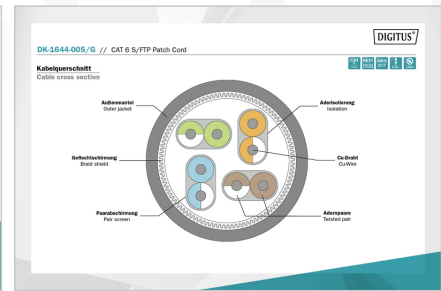 DIGITUS®
DK-1644-005/G // CAT 6 S/FTP Patch Cord
Kabelquerschnitt
Cable cross section
Außenmantel
Outer jacket
Aderisolierung
Isolation
Geflechtschirmung
Braid shield
Cu-Draht
Cu-Wire
Paarabschirmung
Pair screen
Adernpaare
Twisted pair